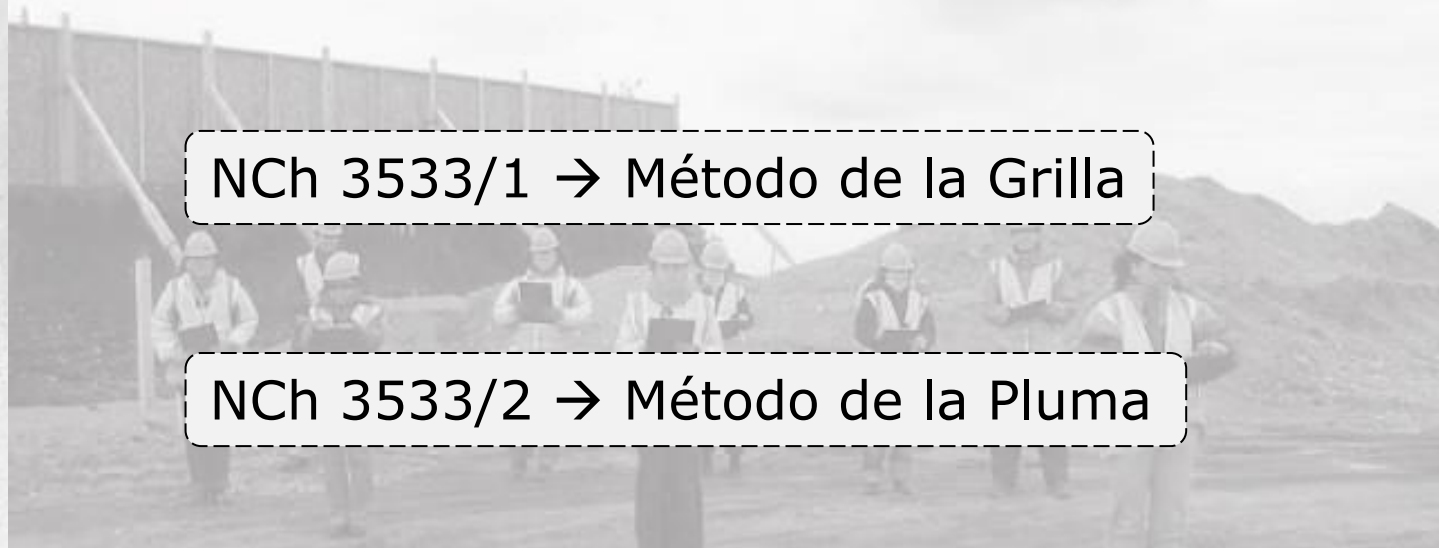 NCh 3533/1 → Método de la Grilla
NCh 3533/2 → Método de la Pluma